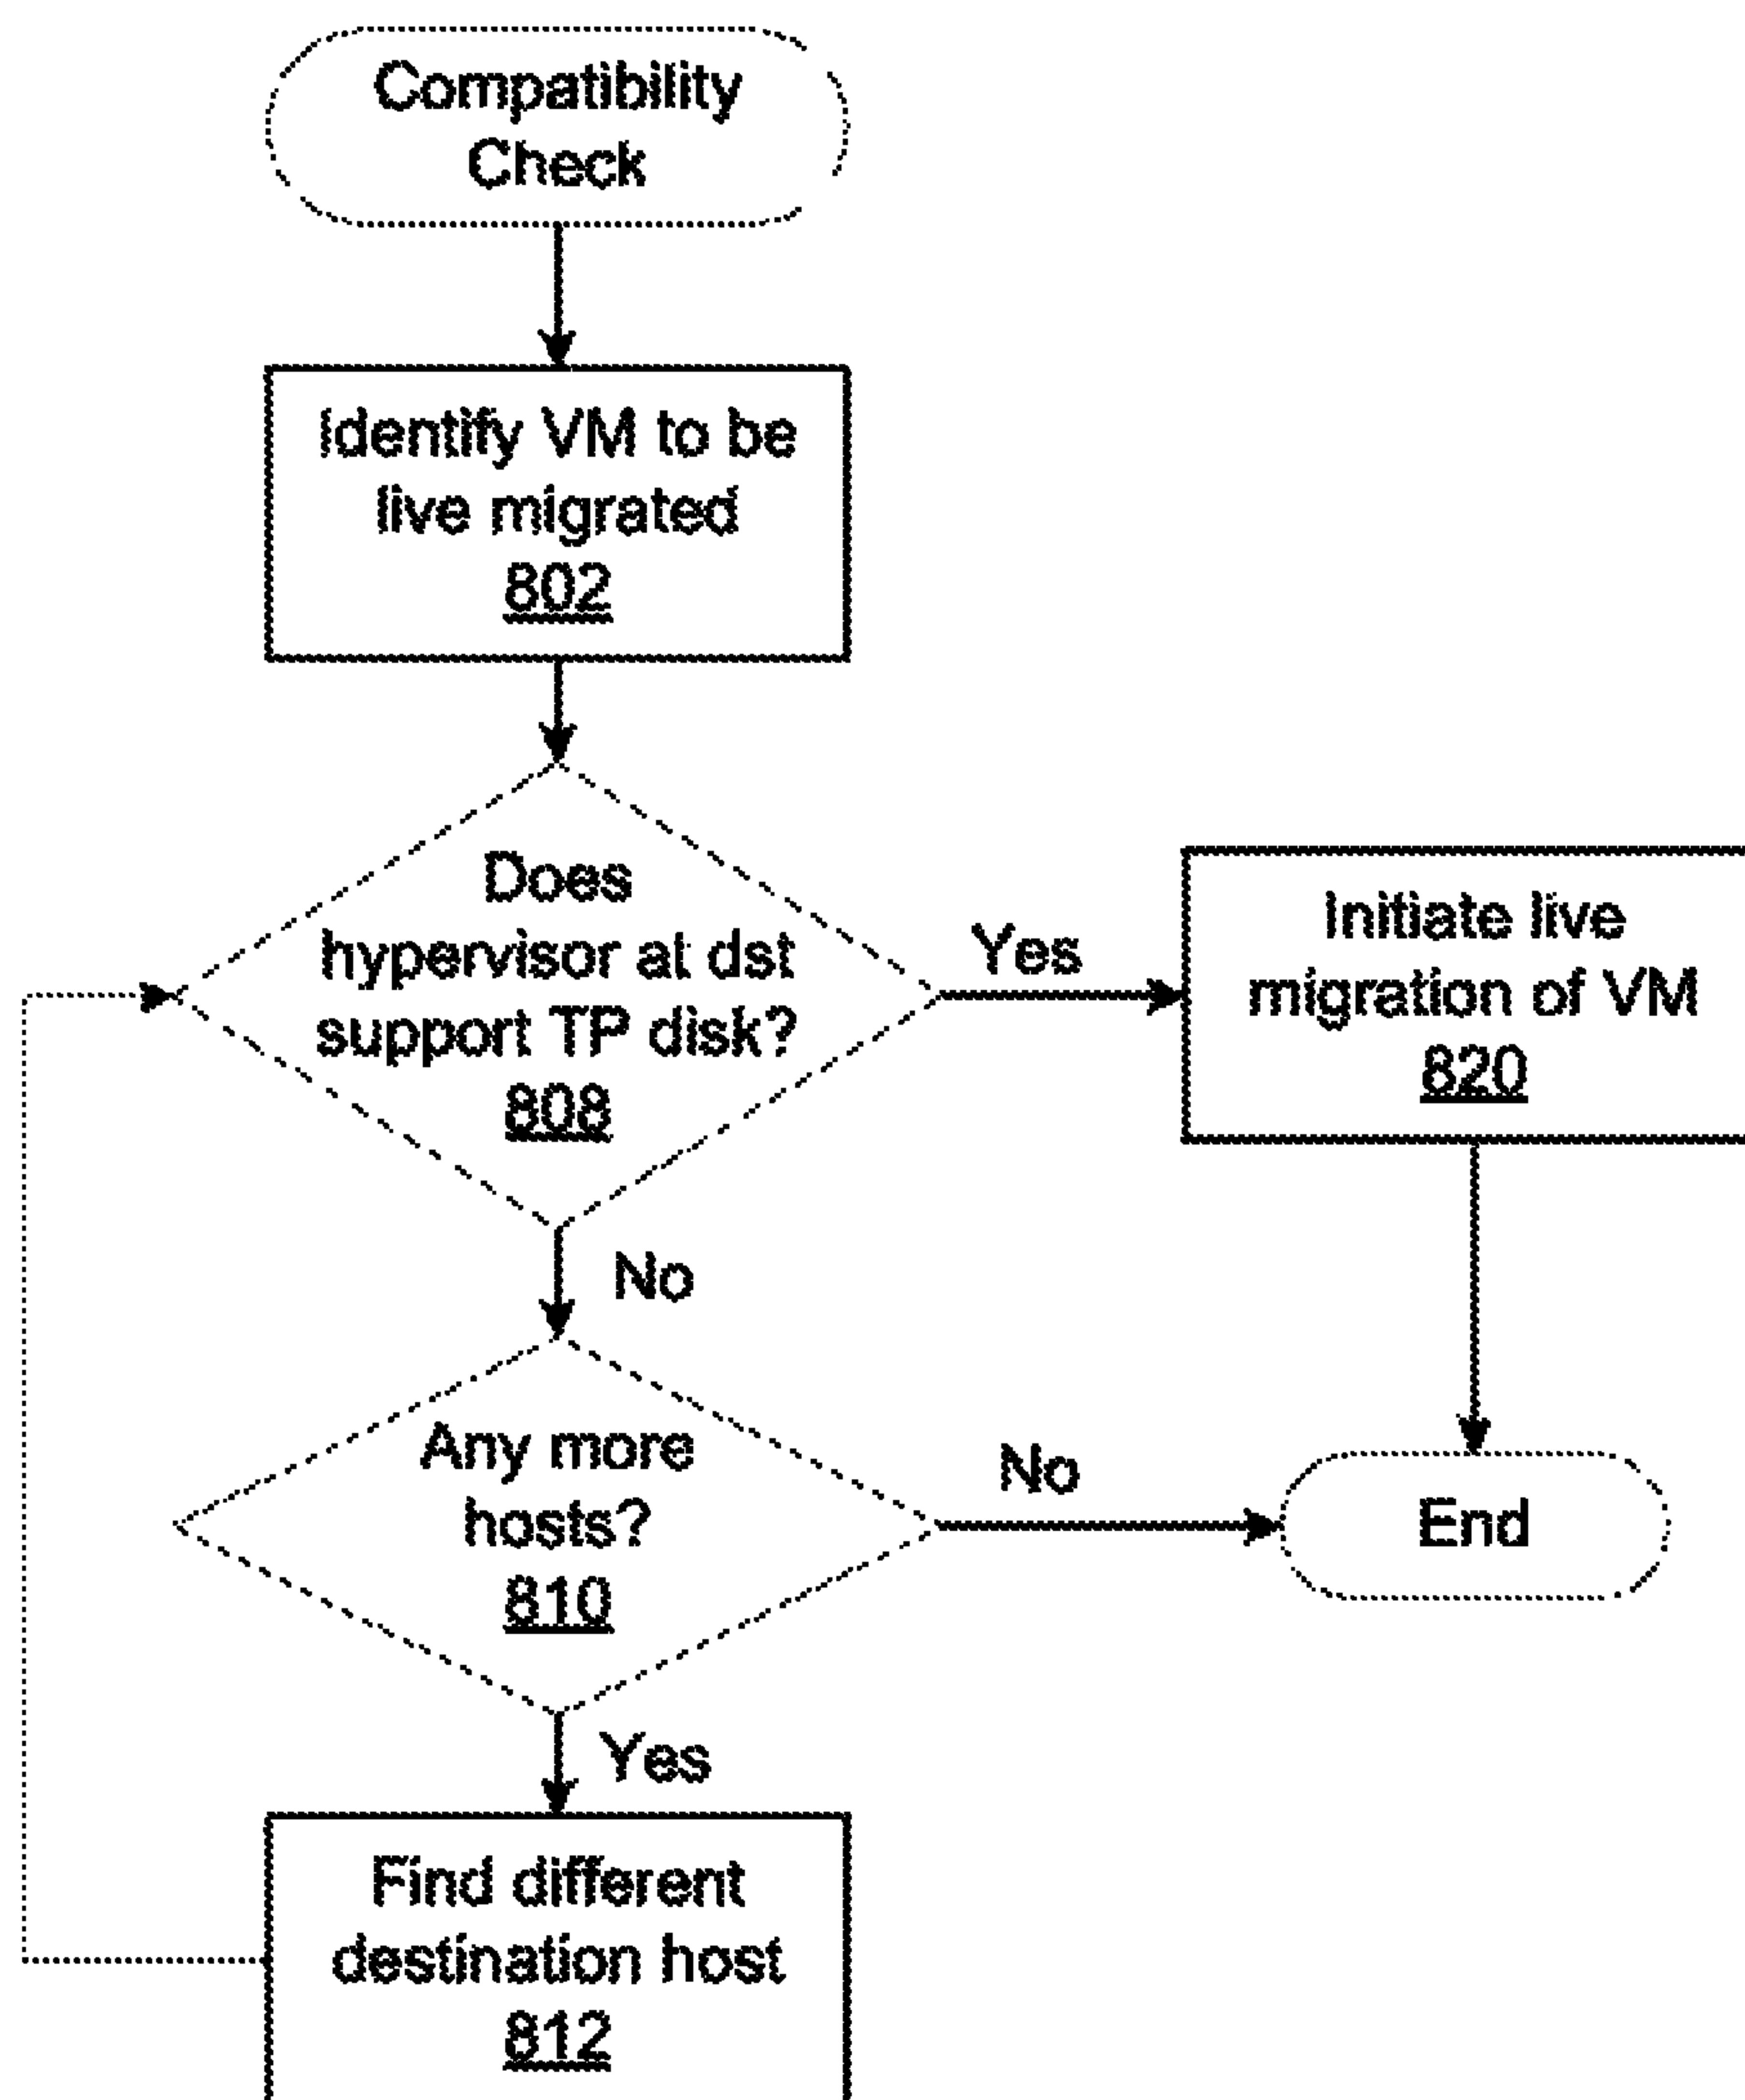 Compatibility
Check
Identify VM to be
live migrated
802
Does
hypervisor at dst
support TP disk?
808
Yes
Initiate live
migration of VM
820
No
Any more
hosts?
810
No
End
Yes
Find different
destination host
812